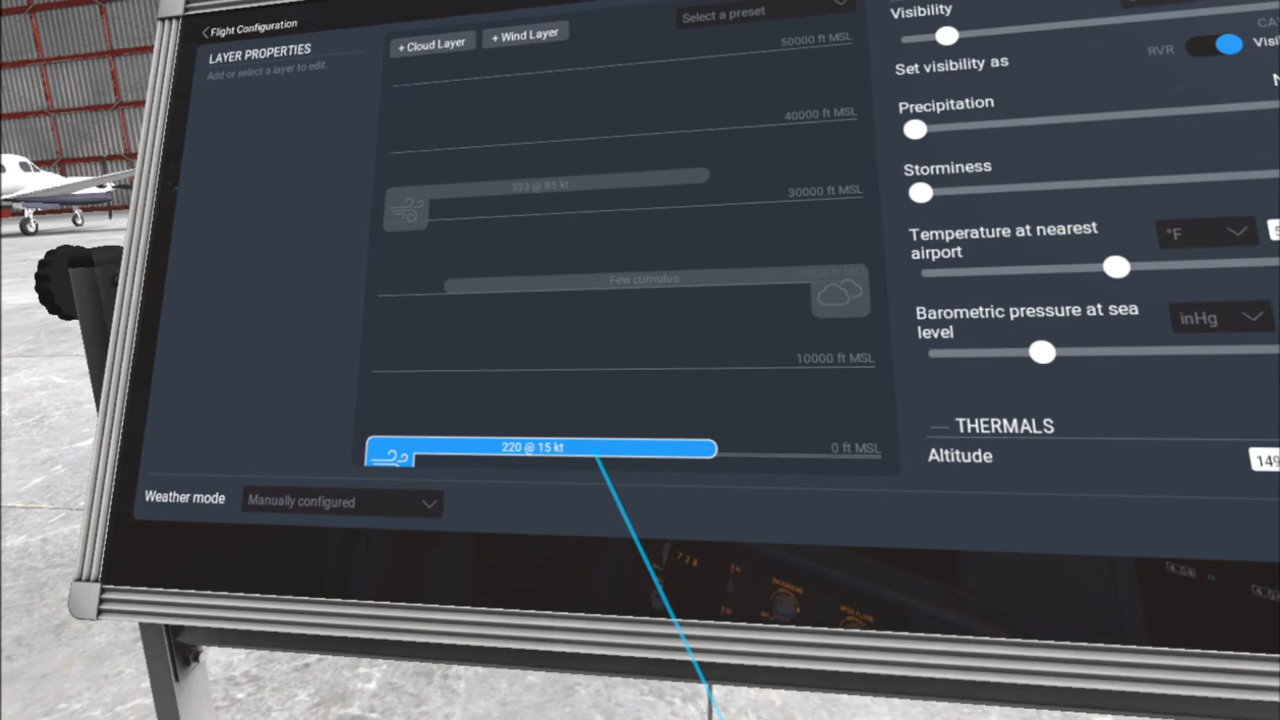 Flight Configuration
LAYER PROPERTIES
Add or select a layer to edit.
+ Cloud Layer
+ Wind Layer
Select a preset
50000 ft MSL
40000 ft MSL
333 @ 85 kt
30000 ft MSL
Few cumulus
10000 ft MSL
220 @ 15 kt
0 ft MSL
Weather mode
Manually configured
Visibility
RVR
Set visibility as
Precipitation
Storminess
Temperature at nearest
airport
°F
Barometric pressure at sea
level
inHg
THERMALS
Altitude
149